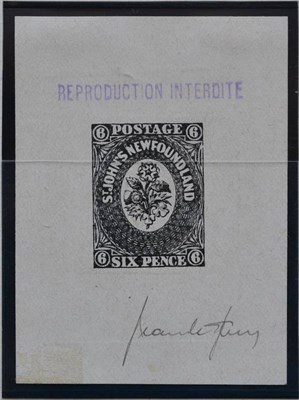 REPRODUCTION INTERDITE
6 POSTAGE 6
ST. JOHN'S NEWFOUNDLAND
6 SIX PENCE 6